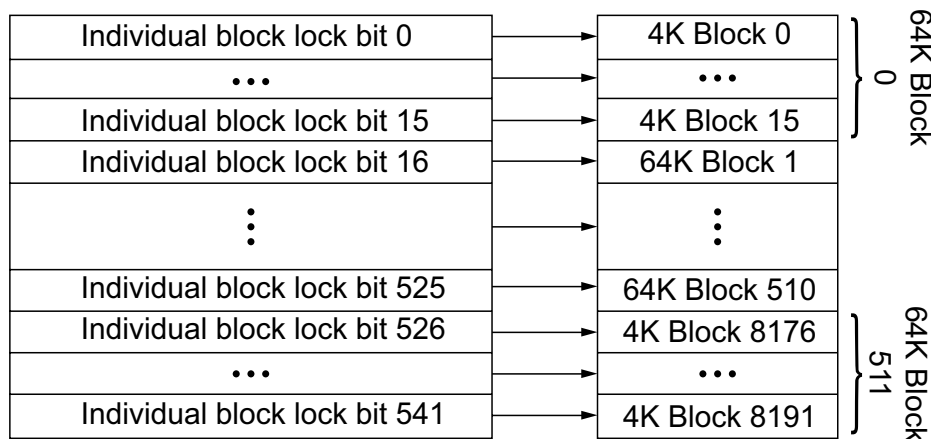 Individual block lock bit 0
4K Block 0
•••
•••
Individual block lock bit 15
4K Block 15
Individual block lock bit 16
64K Block 1
Individual block lock bit 525
64K Block 510
Individual block lock bit 526
4K Block 8176
•••
•••
Individual block lock bit 541
4K Block 8191
64K Block
0
64K Block
511